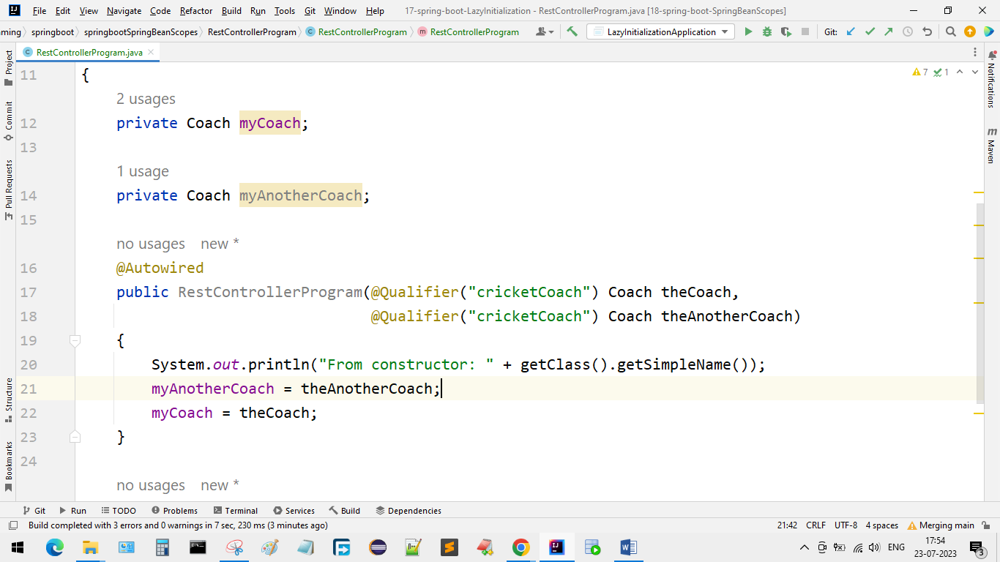 File Edit View Navigate Code Refactor Build Run Tools Git Window Help 17-spring-boot-LazyInitialization - RestControllerProgram.java [18-spring-boot-SpringBeanScopes]
ming springboot springbootSpringBeanScopes RestControllerProgram RestControllerProgram RestControllerProgram LazyInitializationApplication Git:
RestControllerProgram.java
Project
Commit
Pull Requests
Structure
Bookmarks
11 {
7 1
2 usages
12 private Coach myCoach;
13
1 usage
14 private Coach myAnotherCoach;
15
no usages new *
16 @Autowired
17 public RestControllerProgram(@Qualifier("cricketCoach") Coach theCoach,
18 @Qualifier("cricketCoach") Coach theAnotherCoach)
19 {
20 System.out.println("From constructor: " + getClass().getSimpleName());
21 myAnotherCoach = theAnotherCoach;
22 myCoach = theCoach;
23 }
24
no usages new *
Notifications
Maven
Git Run TODO Problems Terminal Services Build Dependencies
Build completed with 3 errors and 0 warnings in 7 sec, 230 ms (3 minutes ago) 21:42 CRLF UTF-8 4 spaces Merging main
ENG
17:54
23-07-2023
3